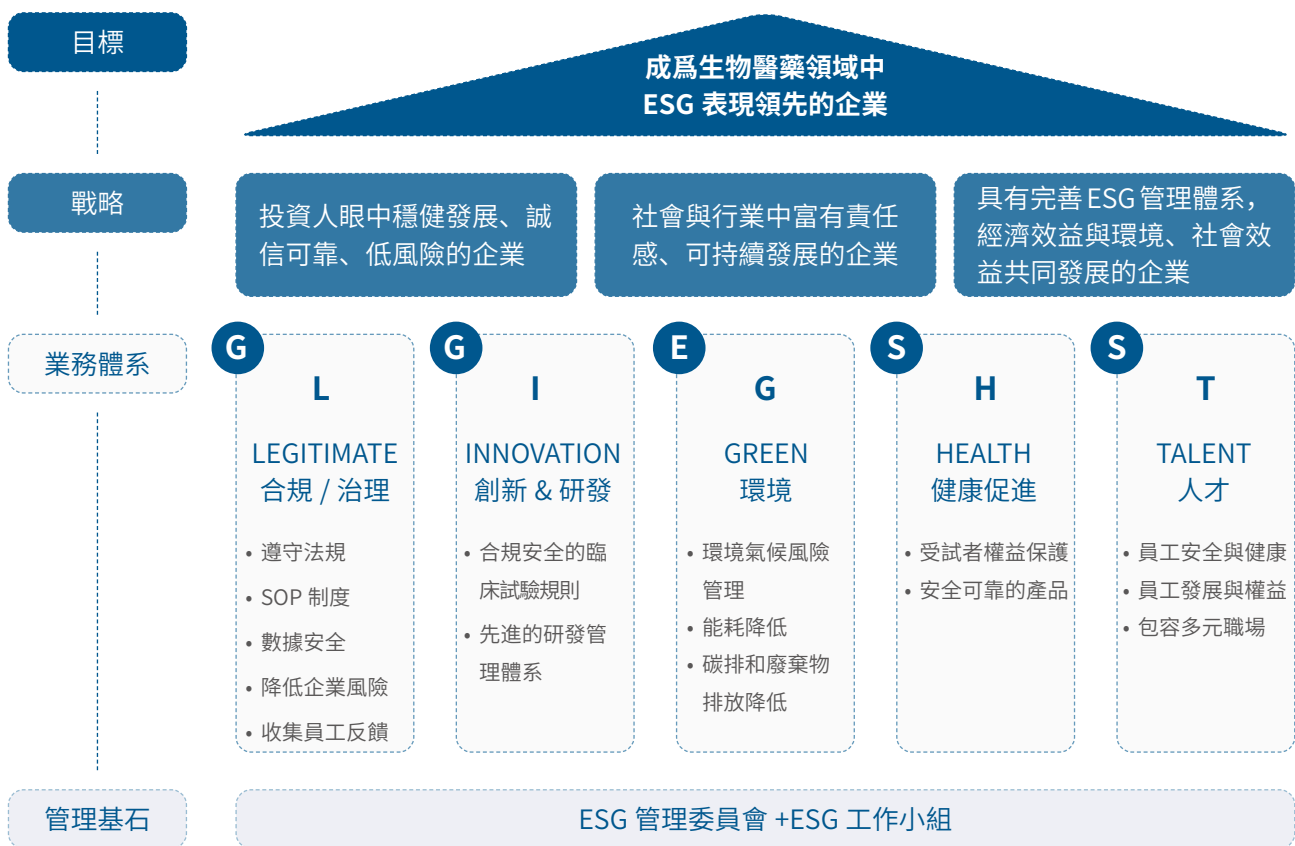 目標
成爲生物醫藥領域中
ESG 表現領先的企業
戰略
投資人眼中穩健發展、誠
信可靠、低風險的企業
社會與行業中富有責任
感、可持續發展的企業
具有完善 ESG 管理體系，
經濟效益與環境、社會效
益共同發展的企業
業務體系
G
L
LEGITIMATE
合規 / 治理
• 遵守法規
• SOP 制度
• 數據安全
• 降低企業風險
• 收集員工反饋
G
I
INNOVATION
創新 & 研發
• 合規安全的臨
床試驗規則
• 先進的研發管
理體系
E
G
GREEN
環境
• 環境氣候風險
管理
• 能耗降低
• 碳排和廢棄物
排放降低
S
H
HEALTH
健康促進
• 受試者權益保護
• 安全可靠的產品
S
T
TALENT
人才
• 員工安全與健康
• 員工發展與權益
• 包容多元職場
管理基石
ESG 管理委員會 +ESG 工作小組